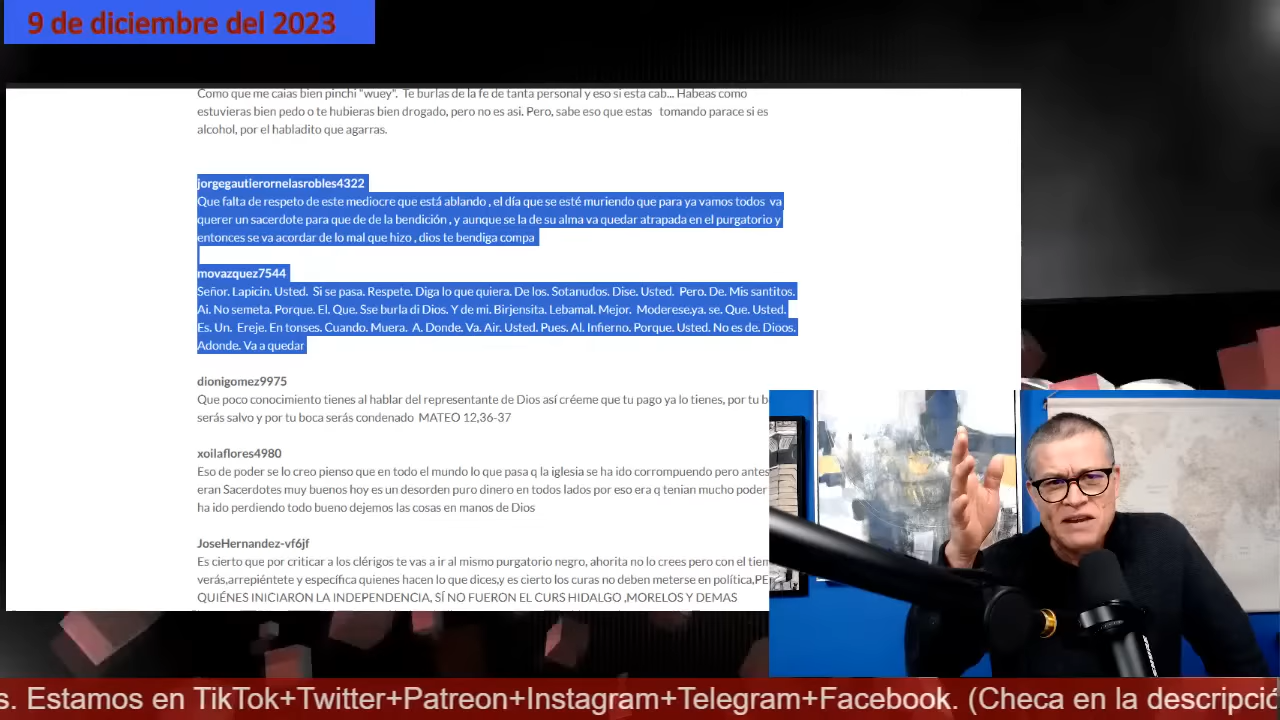 9 de diciembre del 2023
Como que me caias bien pinchi "wuey". Te burlas de la fe de tanta personal y eso si esta cab... Habeas como
estuvieras bien pedo o te hubieras bien drogado, pero no es asi. Pero, sabe eso que estas tomando parace si es
alcohol, por el habladito que agarras.
jorgegautierornelasrobles4322
Que falta de respeto de este mediocre que está ablando , el día que se esté muriendo que para ya vamos todos va
querer un sacerdote para que de de la bendición , y aunque se la de su alma va quedar atrapada en el purgatorio y
entonces se va acordar de lo mal que hizo , dios te bendiga compa
movazquez7544
Señor. Lapicin. Usted. Si se pasa. Respete. Diga lo que quiera. De los. Sotanudos. Dise. Usted. Pero. De. Mis santitos.
Ai. No semeta. Porque. El. Que. Sse burla di Dios. Y de mi. Birjensita. Lebamal. Mejor. Moderese.ya. se. Que. Usted.
Es. Un. Ereje. En tonses. Cuando. Muera. A. Donde. Va. Air. Usted. Pues. Al. Infierno. Porque. Usted. No es de. Dioos.
Adonde. Va a quedar
dionigomez9975
Que poco conocimiento tienes al hablar del representante de Dios así créeme que tu pago ya lo tienes, por tu b
serás salvo y por tu boca serás condenado MATEO 12,36-37
xoilaflores4980
Eso de poder se lo creo pienso que en todo el mundo lo que pasa q la iglesia se ha ido corrompuendo pero antes
eran Sacerdotes muy buenos hoy es un desorden puro dinero en todos lados por eso era q tenian mucho poder
ha ido perdiendo todo bueno dejemos las cosas en manos de Dios
JoseHernandez-vf6jf
Es cierto que por criticar a los clérigos te vas a ir al mismo purgatorio negro, ahorita no lo crees pero con el tiem
verás,arrepiéntete y específica quienes hacen lo que dices,y es cierto los curas no deben meterse en política,PE
QUIÉNES INICIARON LA INDEPENDENCIA, SÍ NO FUERON EL CURS HIDALGO ,MORELOS Y DEMAS
s. Estamos en TikTok+Twitter+Patreon+Instagram+Telegram+Facebook. (Checa en la descripció